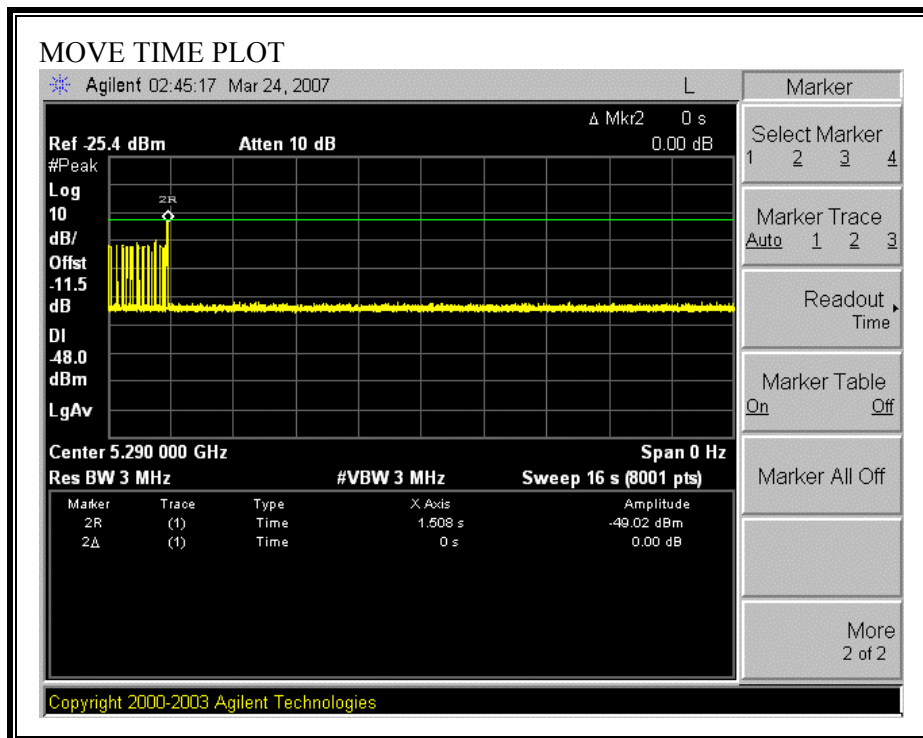 MOVE TIME PLOT
Agilent 02:45:17 Mar 24, 2007 L
Δ Mkr2 0 s
Ref -25.4 dBm Atten 10 dB 0.00 dB
#Peak
Log
10
dB/
Offst
-11.5
dB
DI
-48.0
dBm
LgAv
2R
Center 5.290 000 GHz Span 0 Hz
Res BW 3 MHz #VBW 3 MHz Sweep 16 s (8001 pts)
Marker Trace Type X Axis Amplitude
2R (1) Time 1.508 s -49.02 dBm
2Δ (1) Time 0 s 0.00 dB
Copyright 2000-2003 Agilent Technologies
Marker
Select Marker
1 2 3 4
Marker Trace
Auto 1 2 3
Readout
Time
Marker Table
On Off
Marker All Off
More
2 of 2